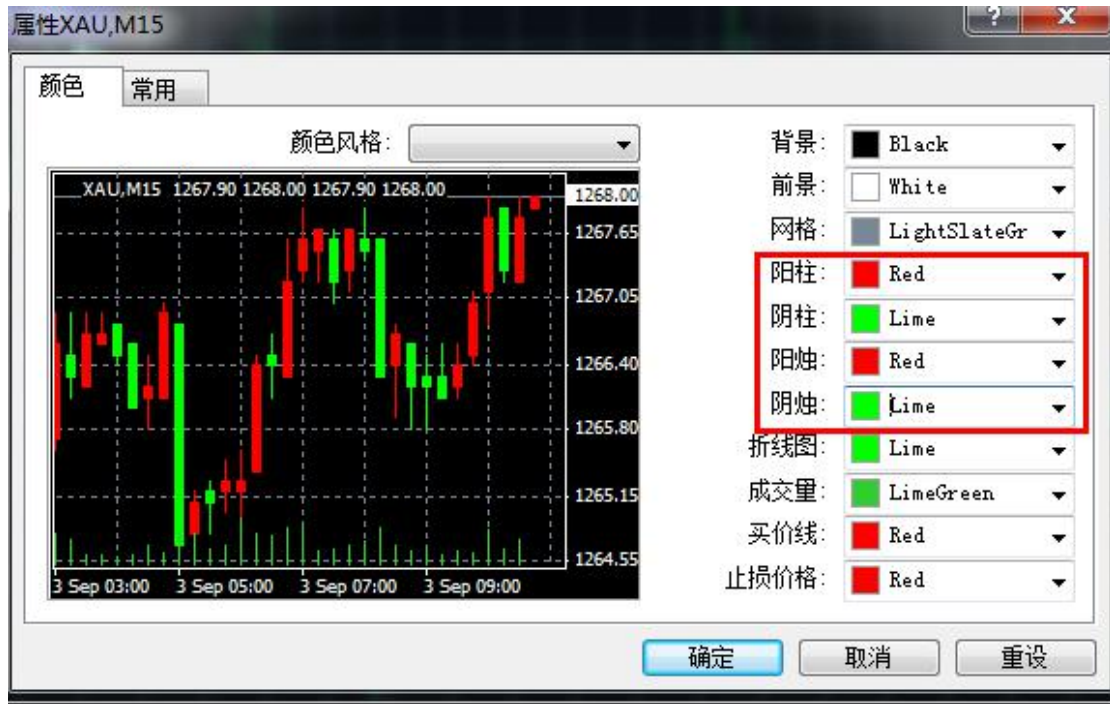 属性XAU,M15
?
X
颜色
常用
颜色风格:
XAU,M15 1267.90 1268.00 1267.90 1268.00
1268.00
1267.65
1267.05
1266.40
1265.80
1265.15
1264.55
3 Sep 03:00 3 Sep 05:00 3 Sep 07:00 3 Sep 09:00
背景: Black
前景: White
网格: LightSlateGr
阳柱: Red
阴柱: Lime
阳烛: Red
阴烛: Lime
折线图: Lime
成交量: LimeGreen
买价线: Red
止损价格: Red
确定
取消
重设